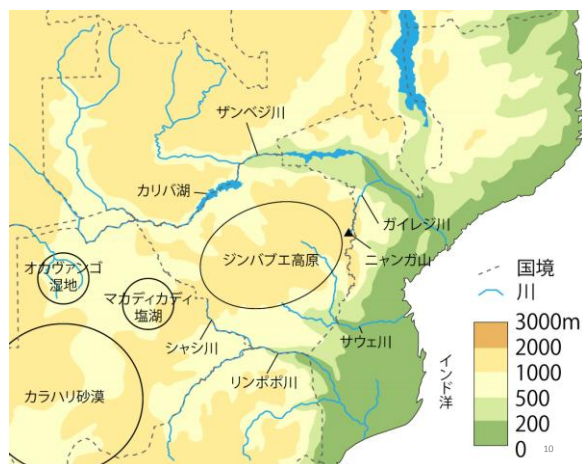 ザンベジ川
カリバ湖
ガイレジ川
オカヴァンゴ
湿地
ジンバブエ高原
ニャンガ山
マカディカディ
塩湖
シャシ川
サウェ川
カラハリ砂漠
リンポポ川
インド洋
国境
川
3000m
2000
1000
500
200
0
10